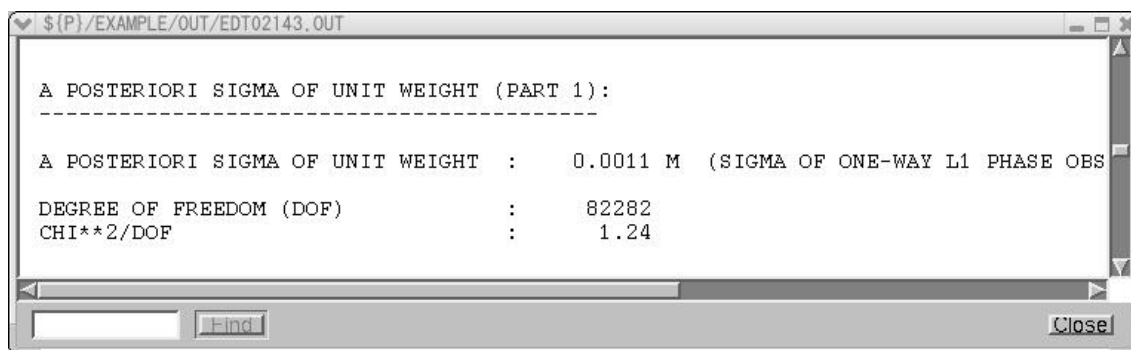 ${P}/EXAMPLE/OUT/EDT02143.OUT
A POSTERIORI SIGMA OF UNIT WEIGHT (PART 1):
-------------------------------------------
A POSTERIORI SIGMA OF UNIT WEIGHT : 0.0011 M (SIGMA OF ONE-WAY L1 PHASE OBS
DEGREE OF FREEDOM (DOF) : 82282
CHI**2/DOF : 1.24
Find Close